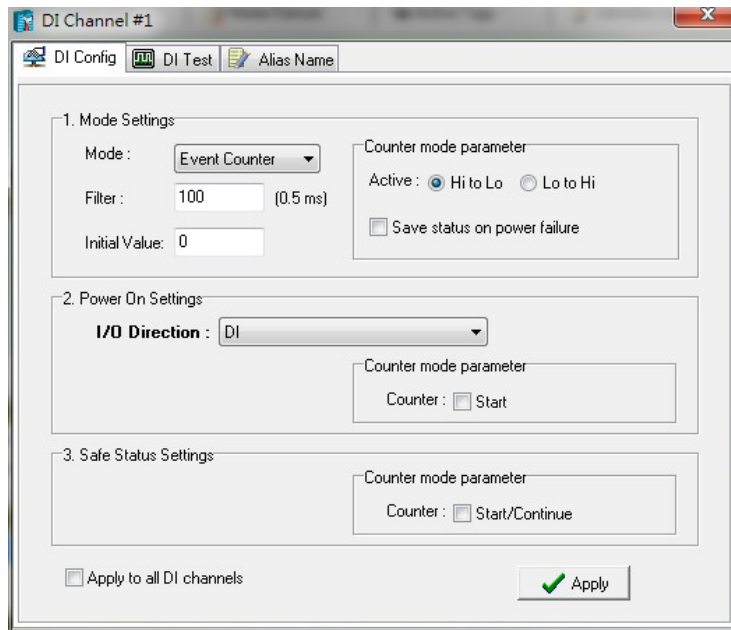 DI Channel #1
DI Config DI Test Alias Name
1. Mode Settings
Mode : Event Counter
Filter : 100 (0.5 ms)
Initial Value: 0
Counter mode parameter
Active : Hi to Lo Lo to Hi
Save status on power failure
2. Power On Settings
I/O Direction : DI
Counter mode parameter
Counter : Start
3. Safe Status Settings
Counter mode parameter
Counter : Start/Continue
Apply to all DI channels
Apply